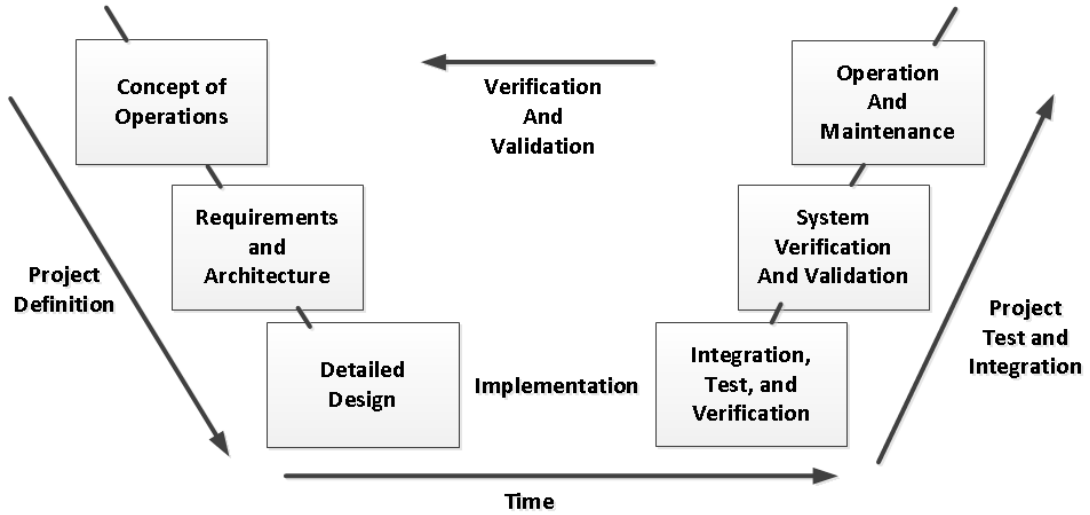 Concept of
Operations
Verification
And
Validation
Operation
And
Maintenance
Requirements
and
Architecture
System
Verification
And Validation
Project
Definition
Project
Test and
Integration
Detailed
Design
Implementation
Integration,
Test, and
Verification
Time